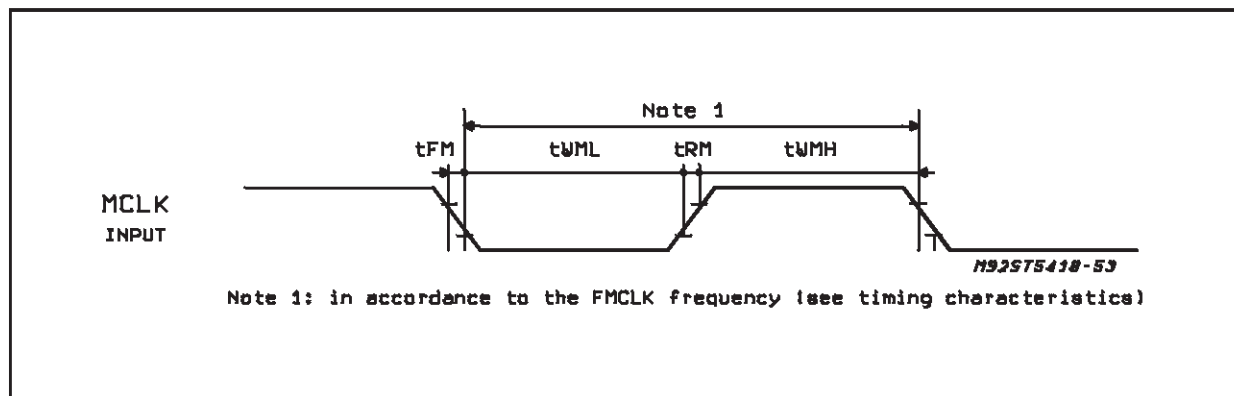 Note 1
tFM tWML tRM tWMH
MCLK
INPUT
M92ST5418-53
Note 1: in accordance to the FMCLK frequency (see timing characteristics)